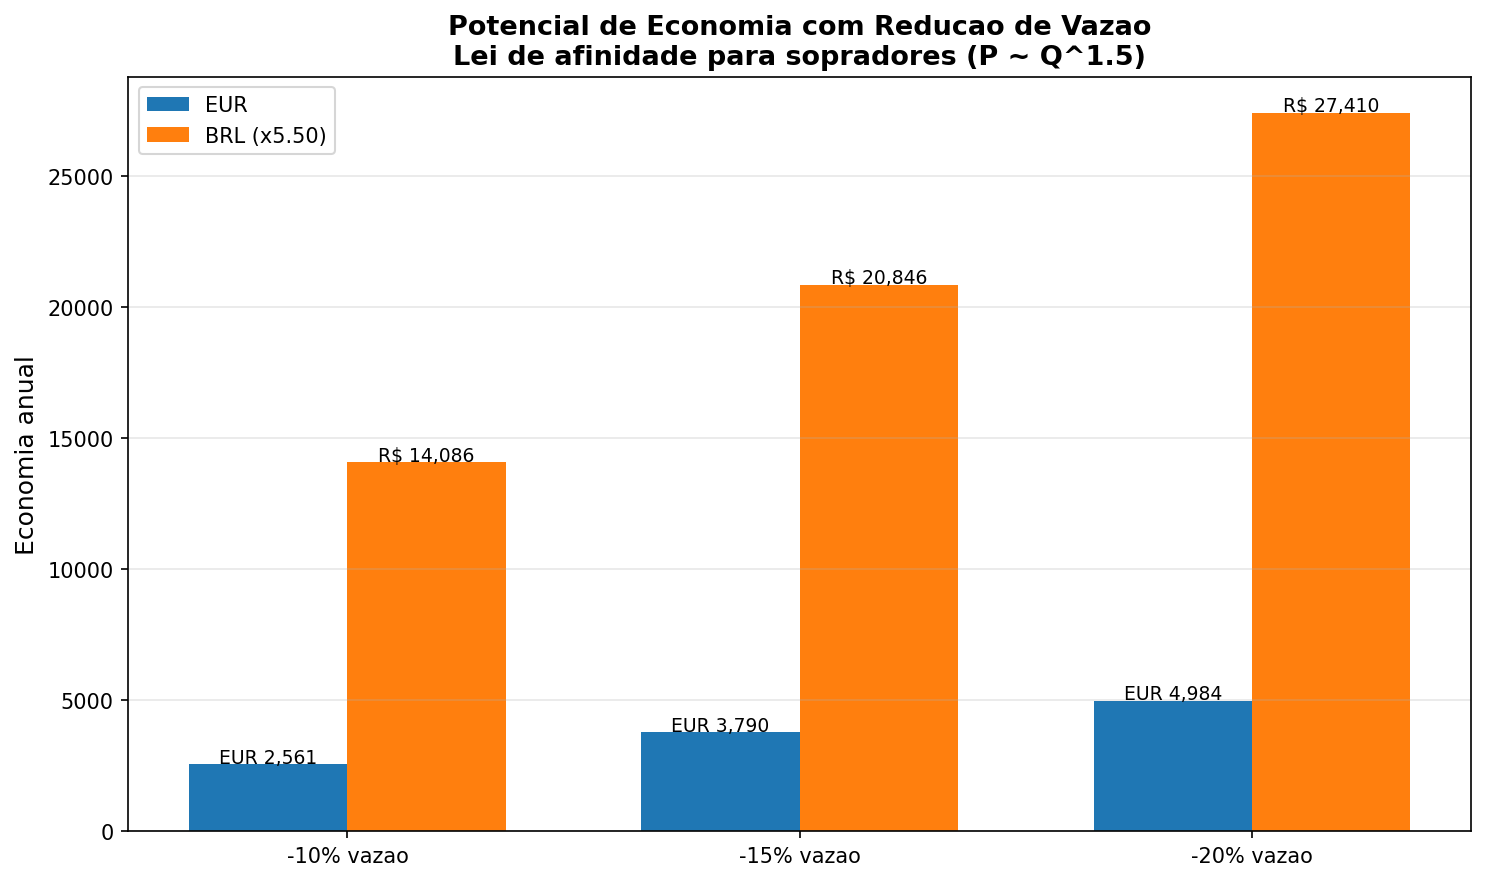 Potencial de Economia com Reducao de Vazao
Lei de afinidade para sopradores (P ~ Q^1.5)
EUR
BRL (x5.50)
Economia anual
25000
20000
15000
10000
5000
0
EUR 2,561
R$ 14,086
EUR 3,790
R$ 20,846
EUR 4,984
R$ 27,410
-10% vazao
-15% vazao
-20% vazao